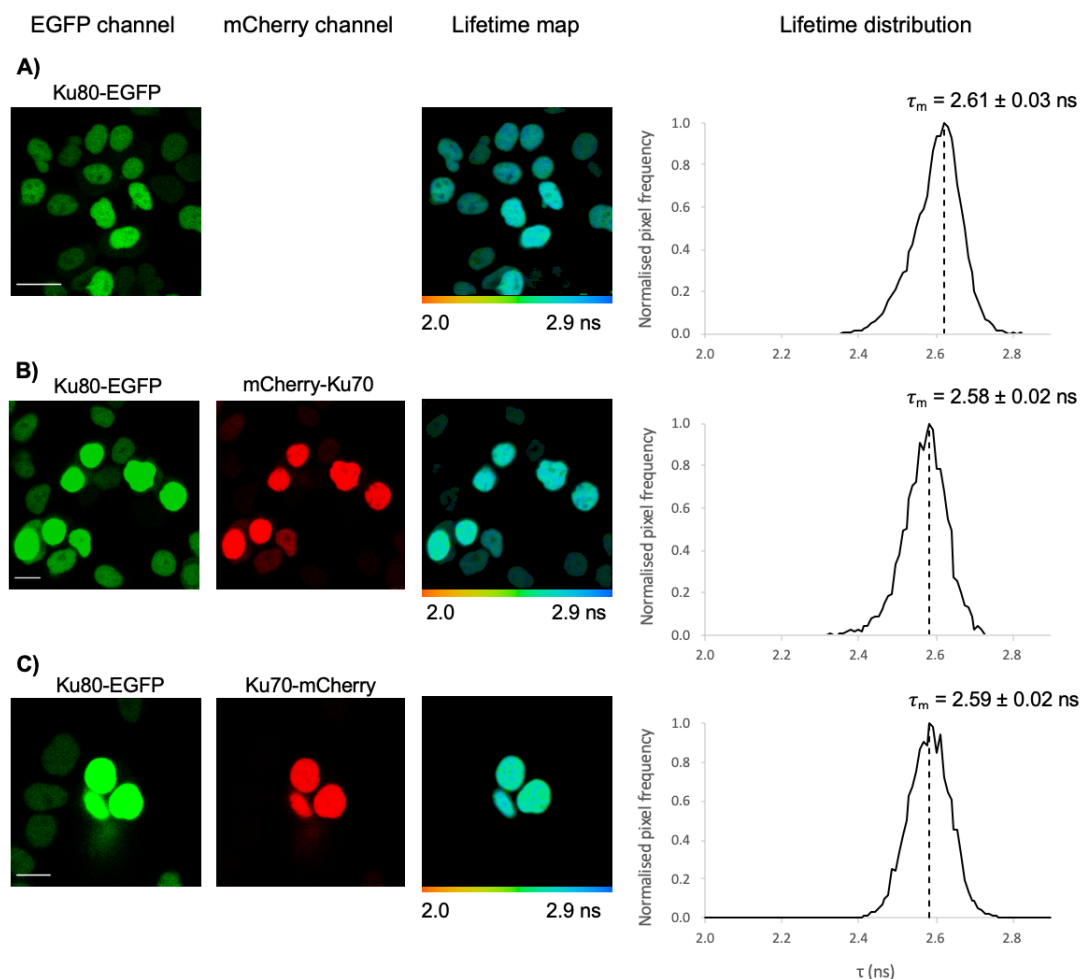 EGFP channel mCherry channel Lifetime map Lifetime distribution
A)
Ku80-EGFP
τm = 2.61 ± 0.03 ns
Normalised pixel frequency
1.0
0.8
0.6
0.4
0.2
0.0
2.0 2.2 2.4 2.6 2.8
2.0 2.9 ns
B)
Ku80-EGFP mCherry-Ku70
τm = 2.58 ± 0.02 ns
Normalised pixel frequency
1.0
0.8
0.6
0.4
0.2
0.0
2.0 2.2 2.4 2.6 2.8
2.0 2.9 ns
C)
Ku80-EGFP Ku70-mCherry
τm = 2.59 ± 0.02 ns
Normalised pixel frequency
1.0
0.8
0.6
0.4
0.2
0.0
2.0 2.2 2.4 2.6 2.8
2.0 2.9 ns
τ (ns)